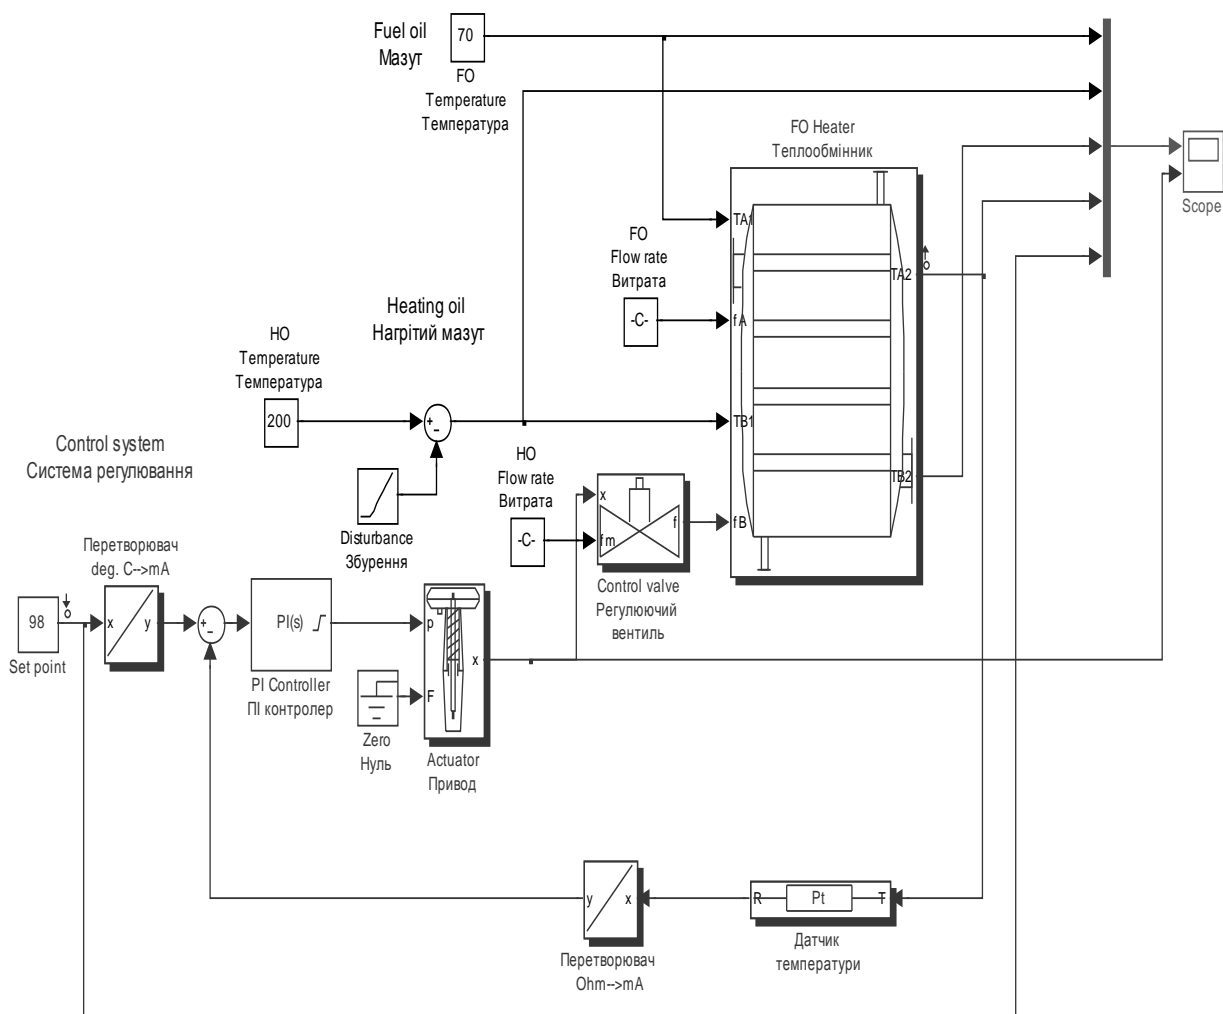 Fuel oil
Мазут
70
FO
Temperature
Температура
FO Heater
Теплообмінник
Scope
TA1
FO
Flow rate
Витрата
-C-
fA
TA2
Heating oil
Нагрітий мазут
HO
Temperature
Температура
200
+
-
TB1
Control system
Система регулювання
HO
Flow rate
Витрата
-C-
x
fm
f
fB
TB2
Disturbance
Збурення
Control valve
Регулюючий
вентиль
Перетворювач
deg. C-->mA
98
Set point
x
y
+
-
PI(s)
PI Controller
ПІ контролер
p
F
x
Zero
Нуль
Actuator
Привод
y
x
Перетворювач
Ohm-->mA
R
Pt
T
Датчик
температури